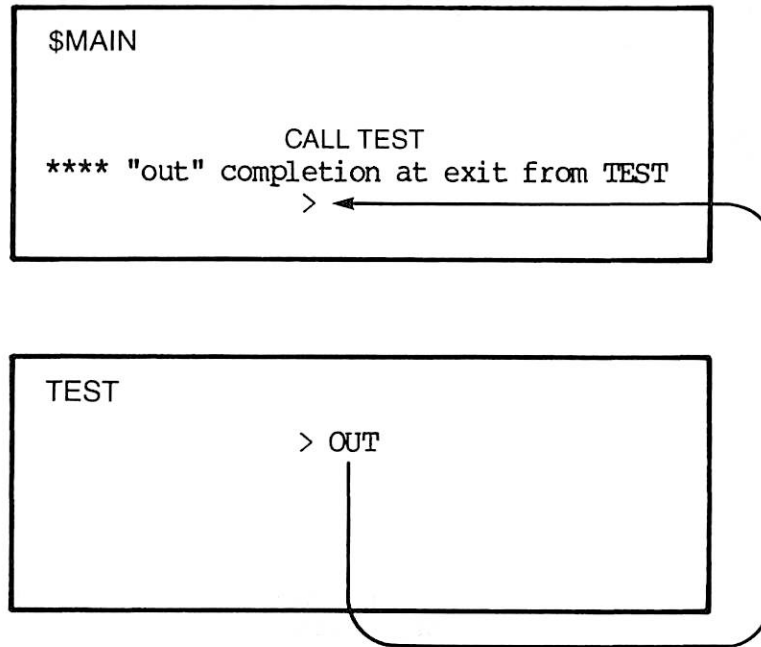 $MAIN
CALL TEST
**** "out" completion at exit from TEST
>
TEST
> OUT